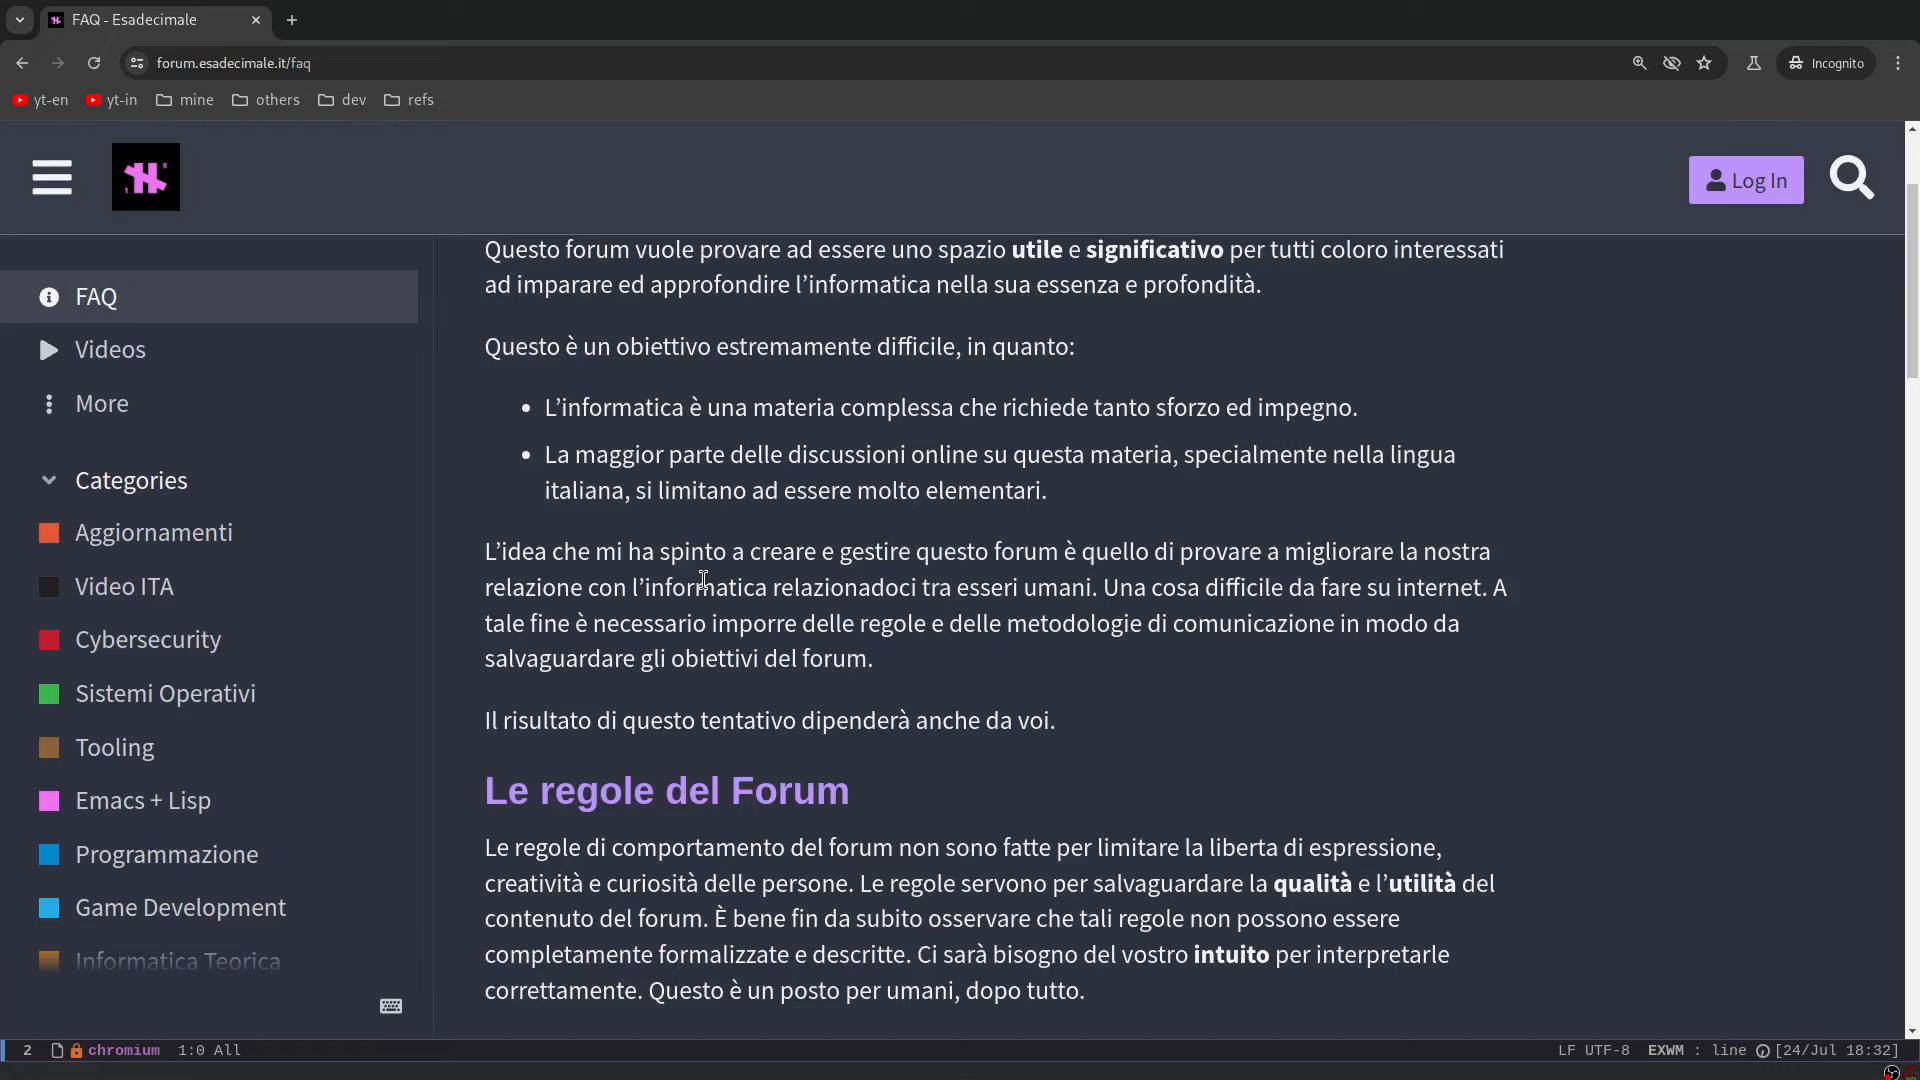 FAQ - Esadecimale
forum.esadecimale.it/faq
Incognito
yt-en
yt-in
mine
others
dev
refs
Log In
FAQ
Videos
More
Categories
Aggiornamenti
Video ITA
Cybersecurity
Sistemi Operativi
Tooling
Emacs + Lisp
Programmazione
Game Development
Informatica Teorica
Questo forum vuole provare ad essere uno spazio utile e significativo per tutti coloro interessati
ad imparare ed approfondire l’informatica nella sua essenza e profondità.
Questo è un obiettivo estremamente difficile, in quanto:
• L’informatica è una materia complessa che richiede tanto sforzo ed impegno.
• La maggior parte delle discussioni online su questa materia, specialmente nella lingua
italiana, si limitano ad essere molto elementari.
L’idea che mi ha spinto a creare e gestire questo forum è quello di provare a migliorare la nostra
relazione con l’informatica relazionadoci tra esseri umani. Una cosa difficile da fare su internet. A
tale fine è necessario imporre delle regole e delle metodologie di comunicazione in modo da
salvaguardare gli obiettivi del forum.
Il risultato di questo tentativo dipenderà anche da voi.
Le regole del Forum
Le regole di comportamento del forum non sono fatte per limitare la liberta di espressione,
creatività e curiosità delle persone. Le regole servono per salvaguardare la qualità e l’utilità del
contenuto del forum. È bene fin da subito osservare che tali regole non possono essere
completamente formalizzate e descritte. Ci sarà bisogno del vostro intuito per interpretarle
correttamente. Questo è un posto per umani, dopo tutto.
2 chromium 1:0 All LF UTF-8 EXWM : line [24/Jul 18:32]